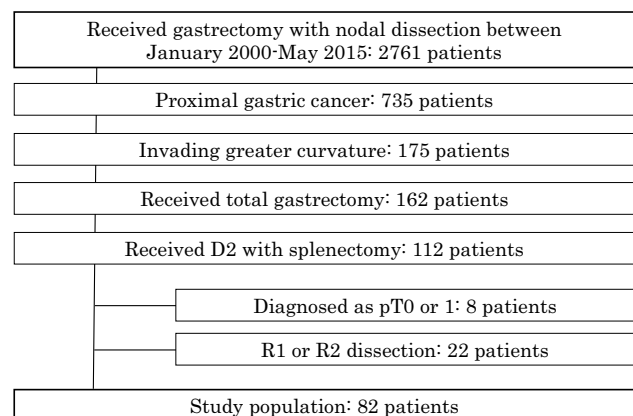 Received gastrectomy with nodal dissection between
January 2000-May 2015: 2761 patients
Proximal gastric cancer: 735 patients
Invading greater curvature: 175 patients
Received total gastrectomy: 162 patients
Received D2 with splenectomy: 112 patients
Diagnosed as pT0 or 1: 8 patients
R1 or R2 dissection: 22 patients
Study population: 82 patients